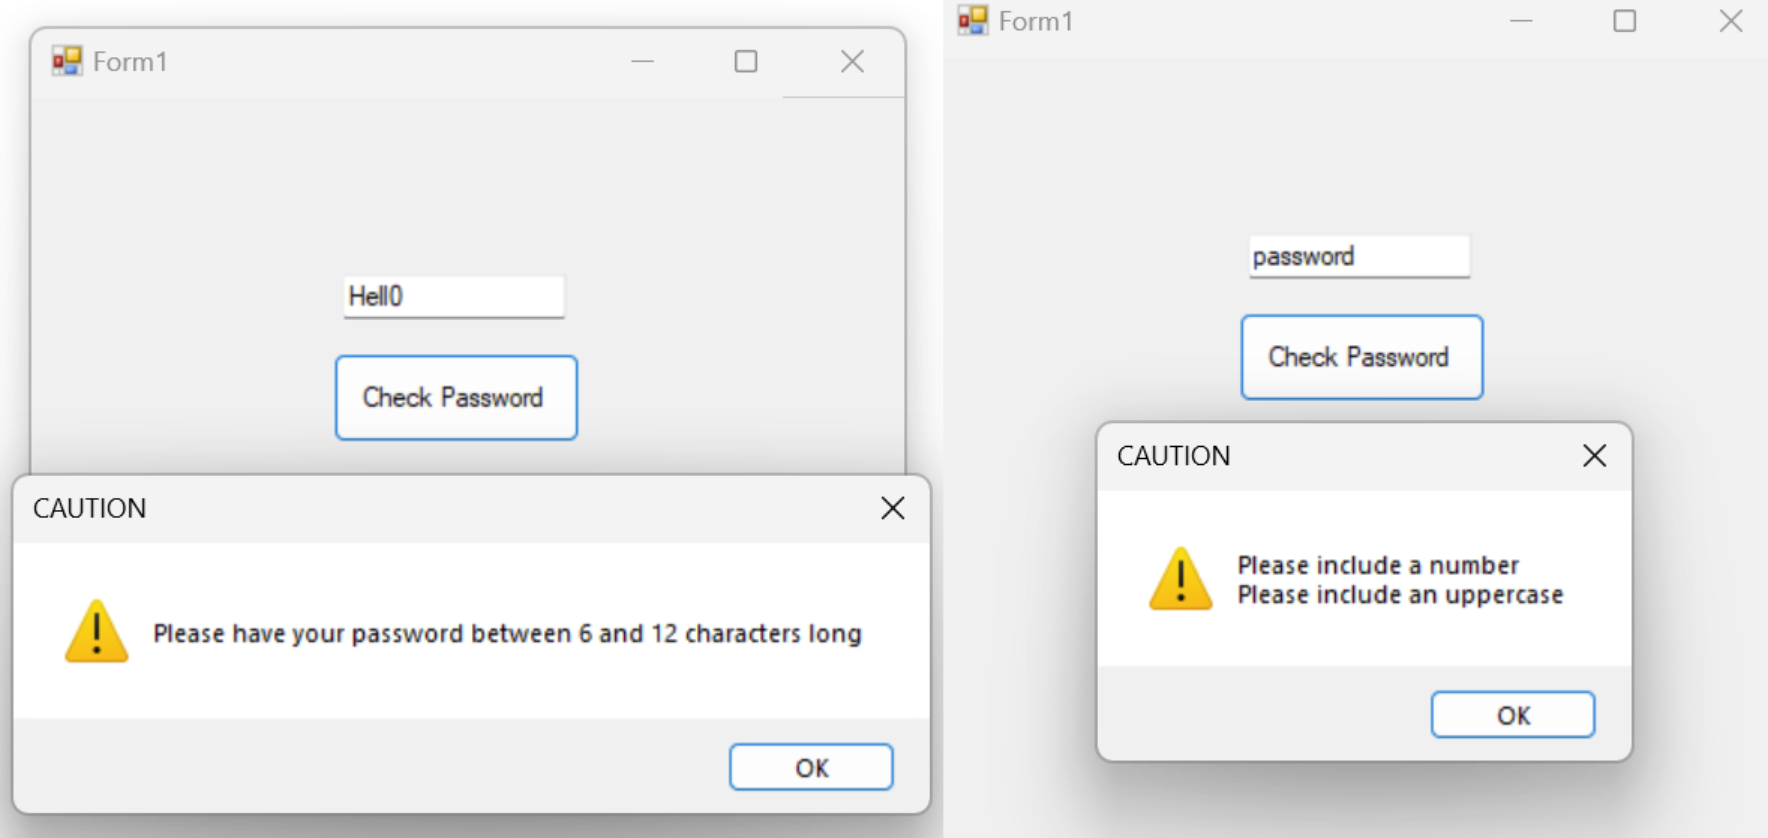 Form1
Hell0
Check Password
CAUTION
Please have your password between 6 and 12 characters long
OK
Form1
password
Check Password
CAUTION
Please include a number
Please include an uppercase
OK